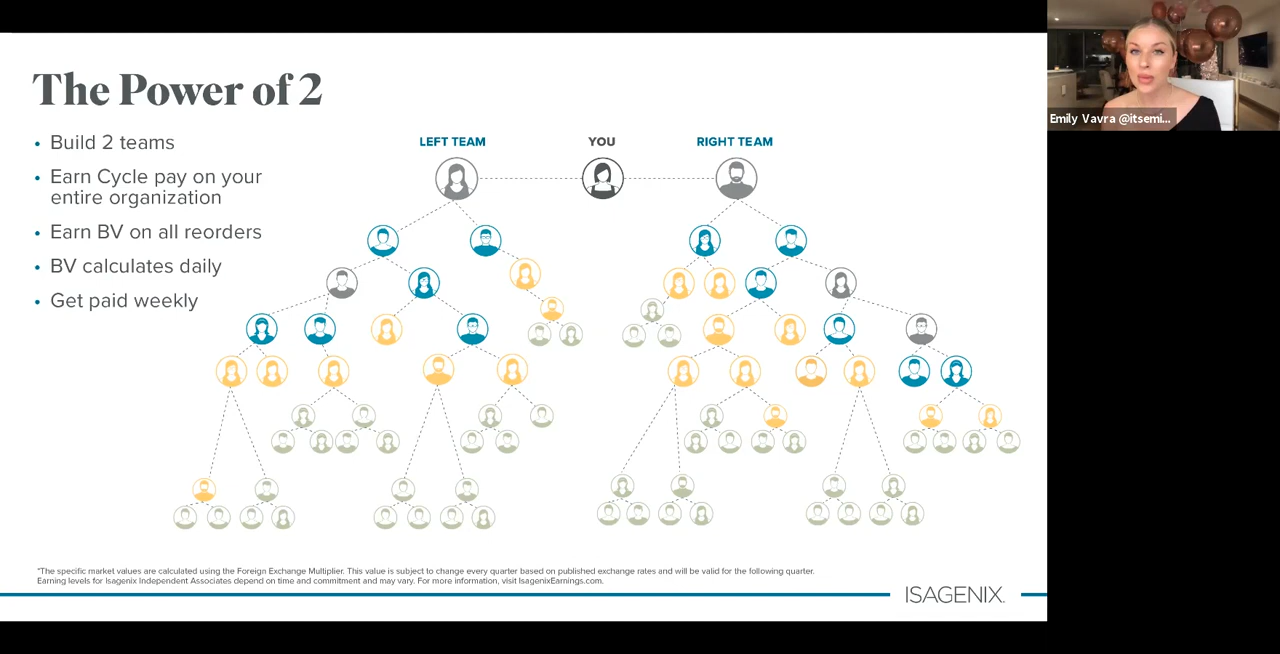 The Power of 2
• Build 2 teams
• Earn Cycle pay on your
entire organization
• Earn BV on all reorders
• BV calculates daily
• Get paid weekly
LEFT TEAM
YOU
RIGHT TEAM
*The specific market values are calculated using the Foreign Exchange Multiplier. This value is subject to change every quarter based on published exchange rates and will be valid for the following quarter.
Earning levels for Isagenix Independent Associates depend on time and commitment and may vary. For more information, visit IsagenixEarnings.com.
ISAGENIX.
Emily Vavra @itsemi...